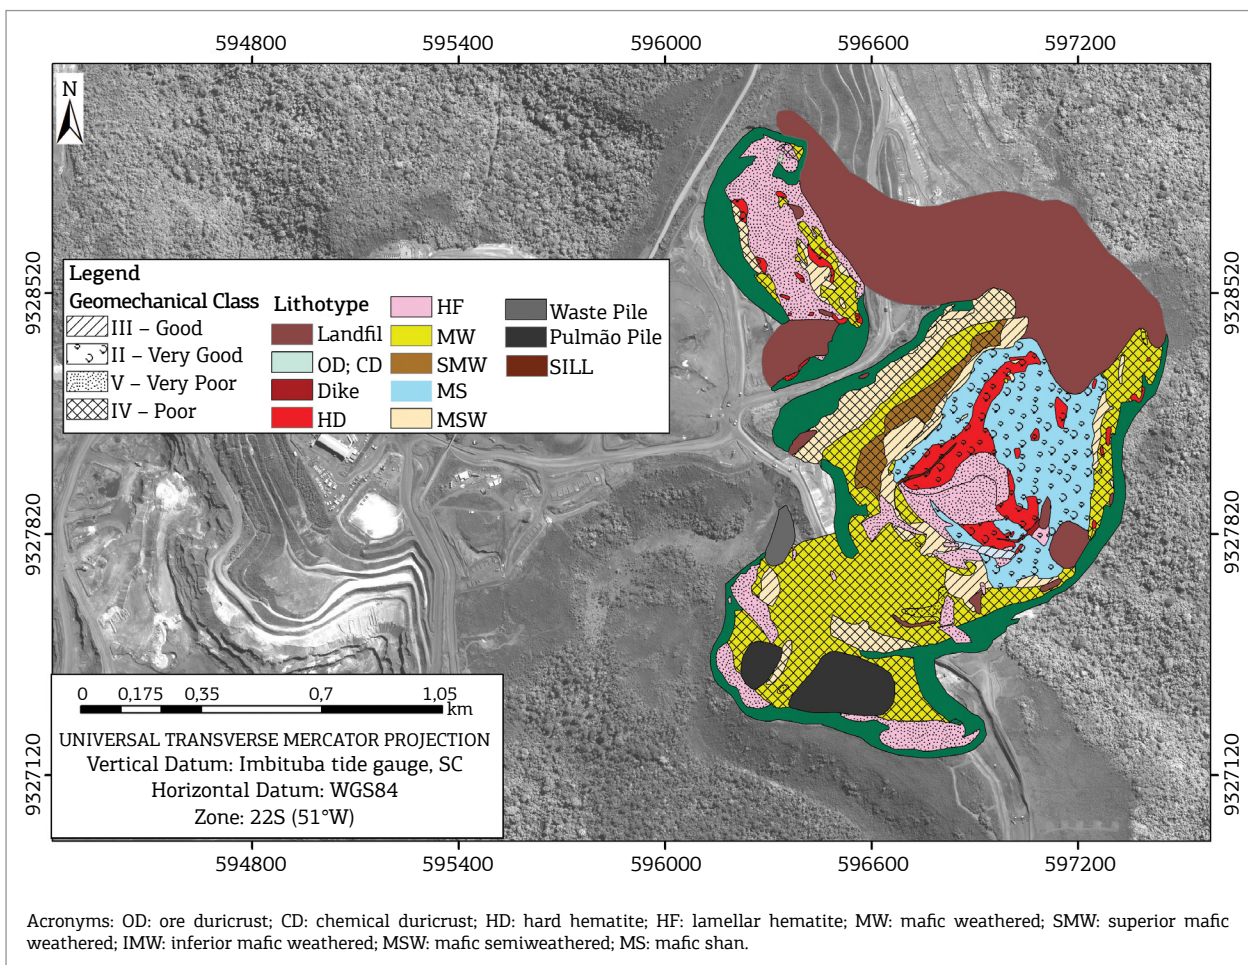 594800 595400 596000 596600 597200
N
9328520
9328520
Legend
Geomechanical Class
III – Good
II – Very Good
V – Very Poor
IV – Poor
Lithotype
Landfil
OD; CD
Dike
HD
HF
MW
SMW
MS
MSW
Waste Pile
Pulmão Pile
SILL
9327820
9327820
0 0,175 0,35 0,7 1,05
km
UNIVERSAL TRANSVERSE MERCATOR PROJECTION
Vertical Datum: Imbituba tide gauge, SC
Horizontal Datum: WGS84
Zone: 22S (51°W)
9327120
9327120
594800 595400 596000 596600 597200
Acronyms: OD: ore duricrust; CD: chemical duricrust; HD: hard hematite; HF: lamellar hematite; MW: mafic weathered; SMW: superior mafic
weathered; IMW: inferior mafic weathered; MSW: mafic semiweathered; MS: mafic shan.